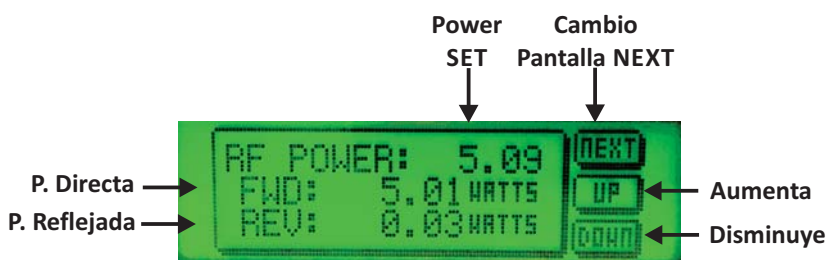 Power
SET
Cambio
Pantalla NEXT
RF POWER: 5.09
FWD: 5.01 WATTS
REV: 0.03 WATTS
NEXT
UP
DOWN
P. Directa
P. Reflejada
Aumenta
Disminuye